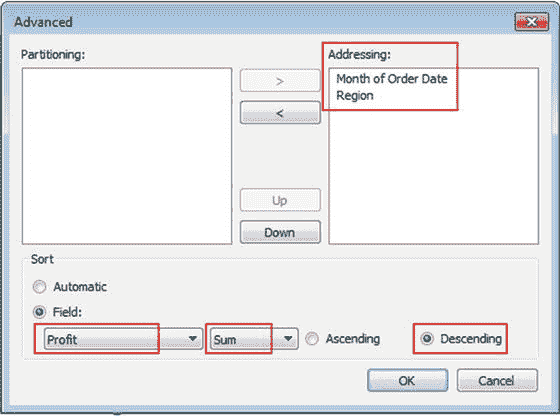 Advanced
Partitioning:
Addressing:
Month of Order Date
Region
>
<
Up
Down
Sort
Automatic
Field:
Profit
Sum
Ascending
Descending
OK
Cancel